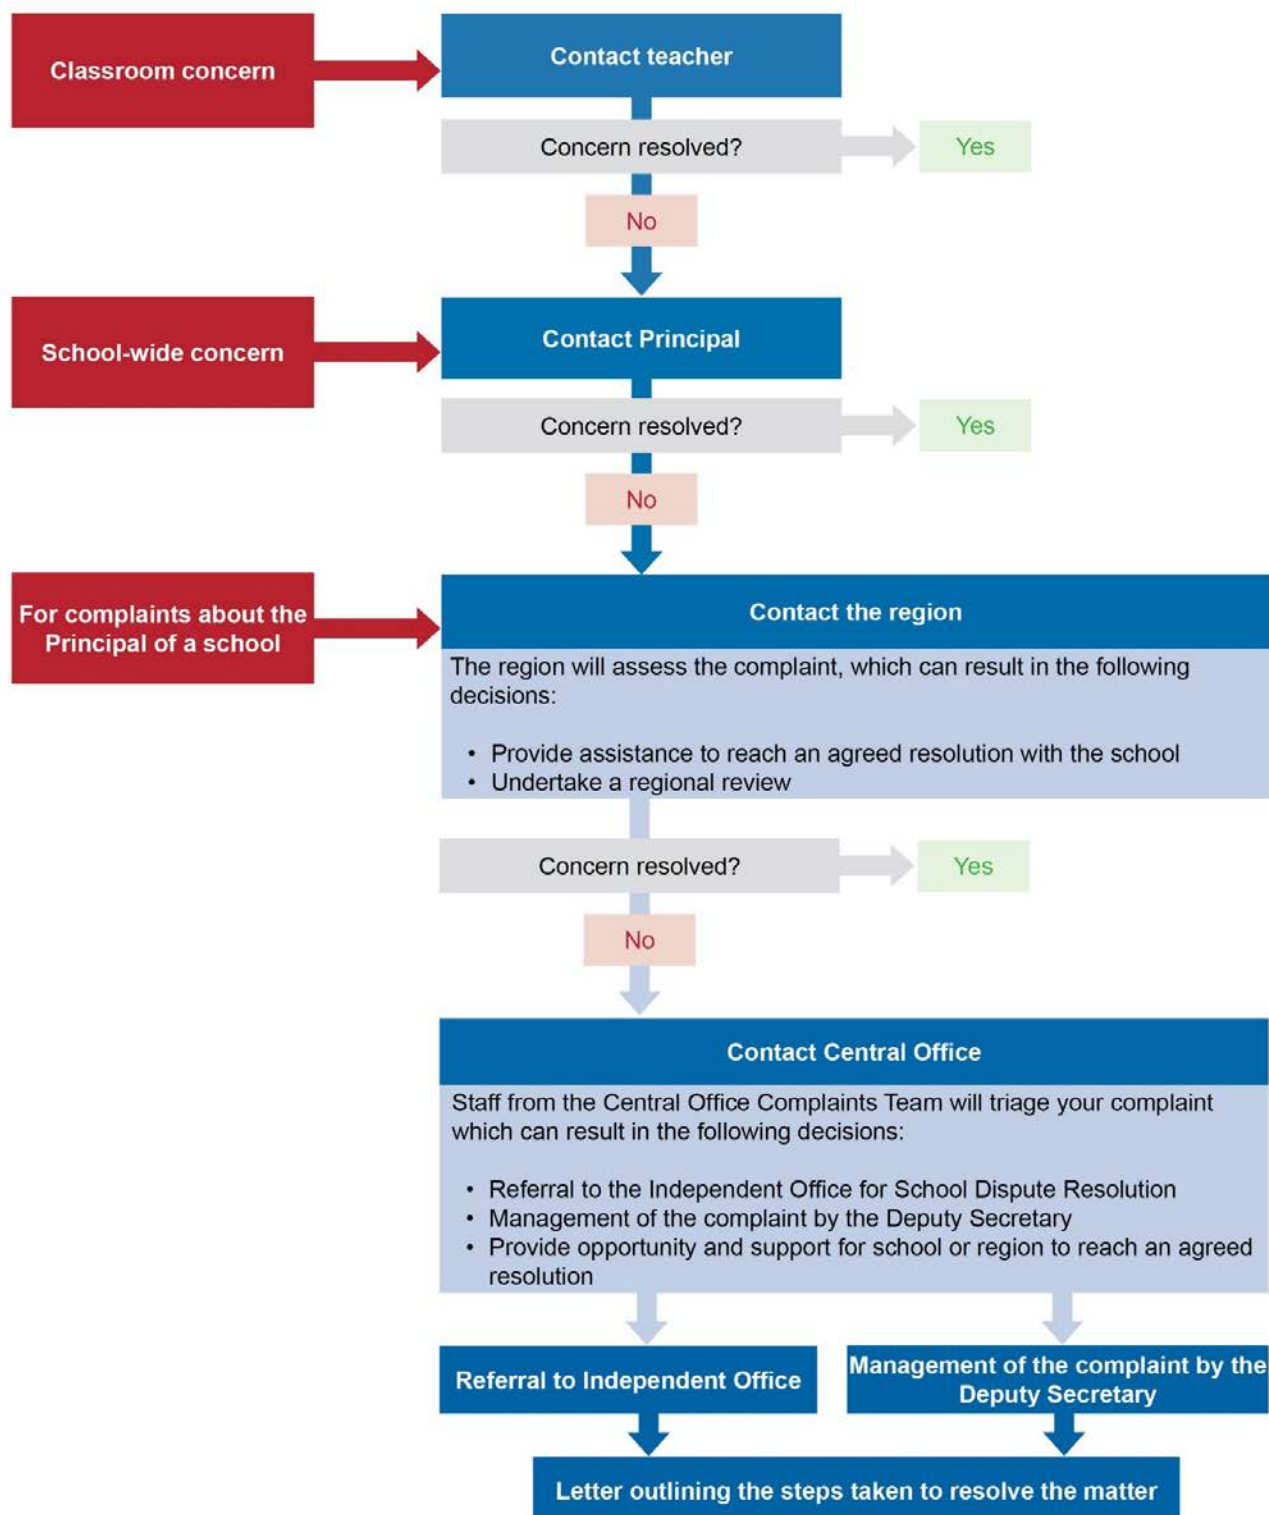 Classroom concern
Contact teacher
Concern resolved?
Yes
No
School-wide concern
Contact Principal
Concern resolved?
Yes
No
For complaints about the
Principal of a school
Contact the region
The region will assess the complaint, which can result in the following
decisions:
• Provide assistance to reach an agreed resolution with the school
• Undertake a regional review
Concern resolved?
Yes
No
Contact Central Office
Staff from the Central Office Complaints Team will triage your complaint
which can result in the following decisions:
• Referral to the Independent Office for School Dispute Resolution
• Management of the complaint by the Deputy Secretary
• Provide opportunity and support for school or region to reach an agreed
resolution
Referral to Independent Office
Management of the complaint by the
Deputy Secretary
Letter outlining the steps taken to resolve the matter